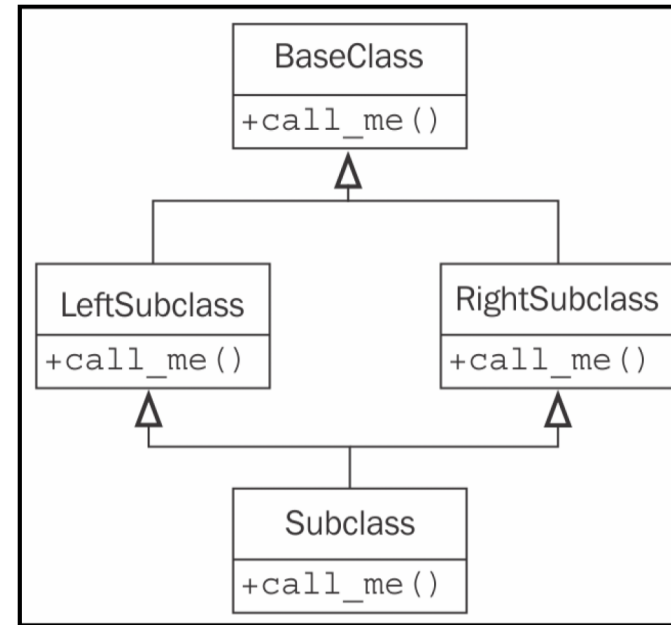 BaseClass
+call_me()
LeftSubclass
+call_me()
RightSubclass
+call_me()
Subclass
+call_me()